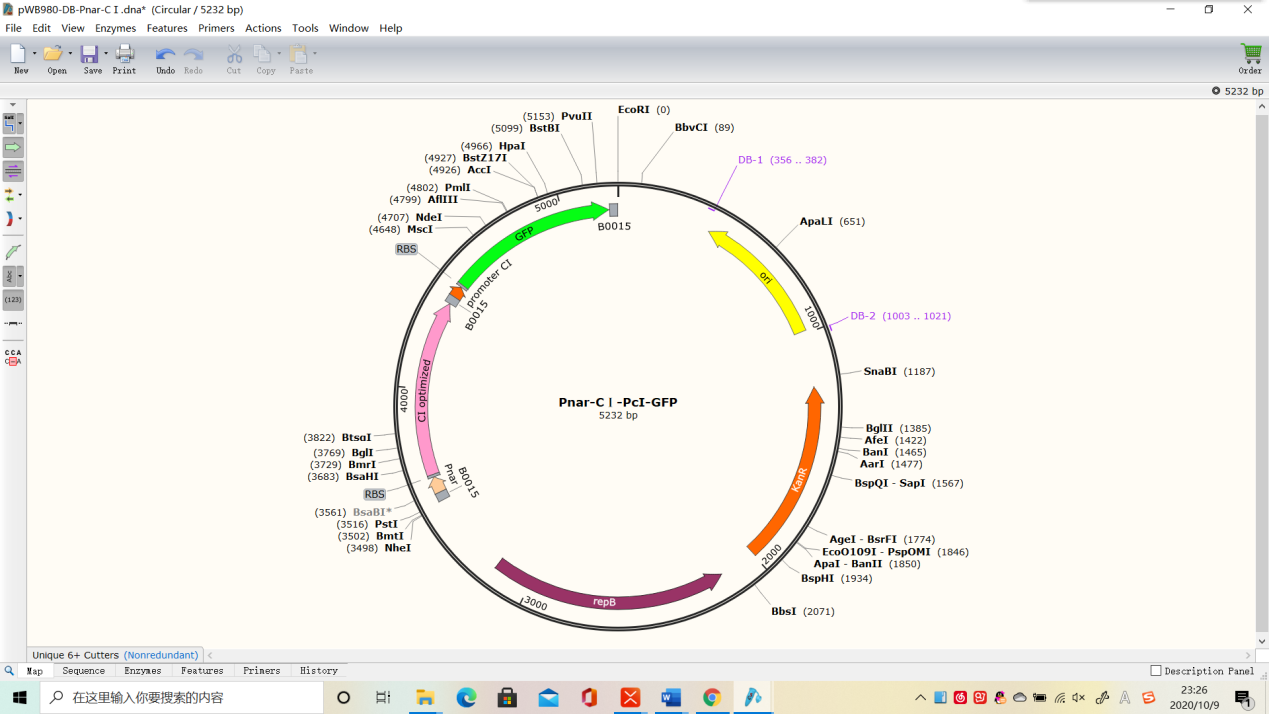 pWB980-DB-Pnar-C I .dna* (Circular / 5232 bp)
File Edit View Enzymes Features Primers Actions Tools Window Help
New Open Save Print Undo Redo Cut Copy Paste Order
5232 bp
EcoRI (0)
(5153) PvuII
(5099) BstBI
BbvCI (89)
(4966) HpaI
(4927) BstZ17I
(4926) AccI
DB-1 (356 .. 382)
(4802) PmlI
(4799) AflIII
(4707) NdeI
(4648) MscI
5000
GFP
B0015
ApaLI (651)
RBS
promoter CI
B0015
ori
1000
DB-2 (1003 .. 1021)
SnaBI (1187)
4000
CI optimized
Pnar-C I -PcI-GFP
5232 bp
BglII (1385)
AfeI (1422)
BanI (1465)
AarI (1477)
BspQI - SapI (1567)
(3822) BtsαI
(3769) BglI
(3729) BmrI
(3683) BsaHI
RBS
Pnar
B0015
KanR
(3561) BsaBI*
(3516) PstI
(3502) BmtI
(3498) NheI
AgeI - BsrFI (1774)
EcoO109I - PspOMI (1846)
ApaI - BanII (1850)
BspHI (1934)
2000
BbsI (2071)
repB
3000
Unique 6+ Cutters (Nonredundant)
Map Sequence Enzymes Features Primers History Description Panel
在这里输入你要搜索的内容
23:26
2020/10/9